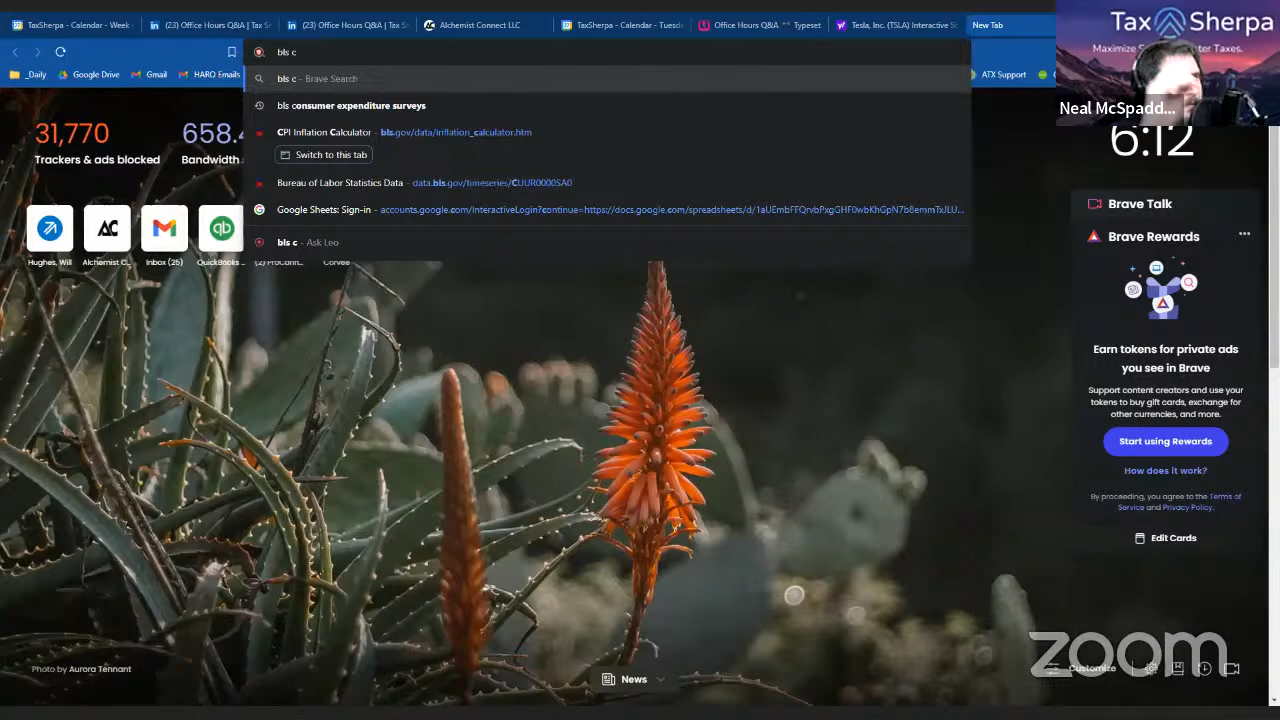 TaxSherpa - Calendar - Week
(23) Office Hours Q&A | Tax S
(23) Office Hours Q&A | Tax S
Alchemist Connect LLC
TaxSherpa - Calendar - Tuesd
Office Hours Q&A
Typeset
Tesla, Inc. (TSLA) Interactive S
New Tab
Tax Sherpa
Maximize
Taxes.
Neal McSpadd...
bls c
_Daily
Google Drive
Gmail
HARO Emails
ATX Support
bls c - Brave Search
bls consumer expenditure surveys
CPI Inflation Calculator - bls.gov/data/inflation_calculator.htm
Switch to this tab
Bureau of Labor Statistics Data - data.bls.gov/timeseries/CUUR0000SA0
Google Sheets: Sign-in - accounts.google.com/InteractiveLogin?continue=https://docs.google.com/spreadsheets/d/
bls c - Ask Leo
31,770
Trackers & ads blocked
658.
Bandwidth
6:12
Hughes, Will
Alchemist C...
Inbox (25)
QuickBooks
Corvee
Brave Talk
Brave Rewards
Earn tokens for private ads
you see in Brave
Support content creators and use your
tokens to buy gift cards, exchange for
other currencies, and more.
Start using Rewards
How does it work?
By proceeding, you agree to the Terms of
Service and Privacy Policy.
Edit Cards
Photo by Aurora Tennant
News
Customize
zoom